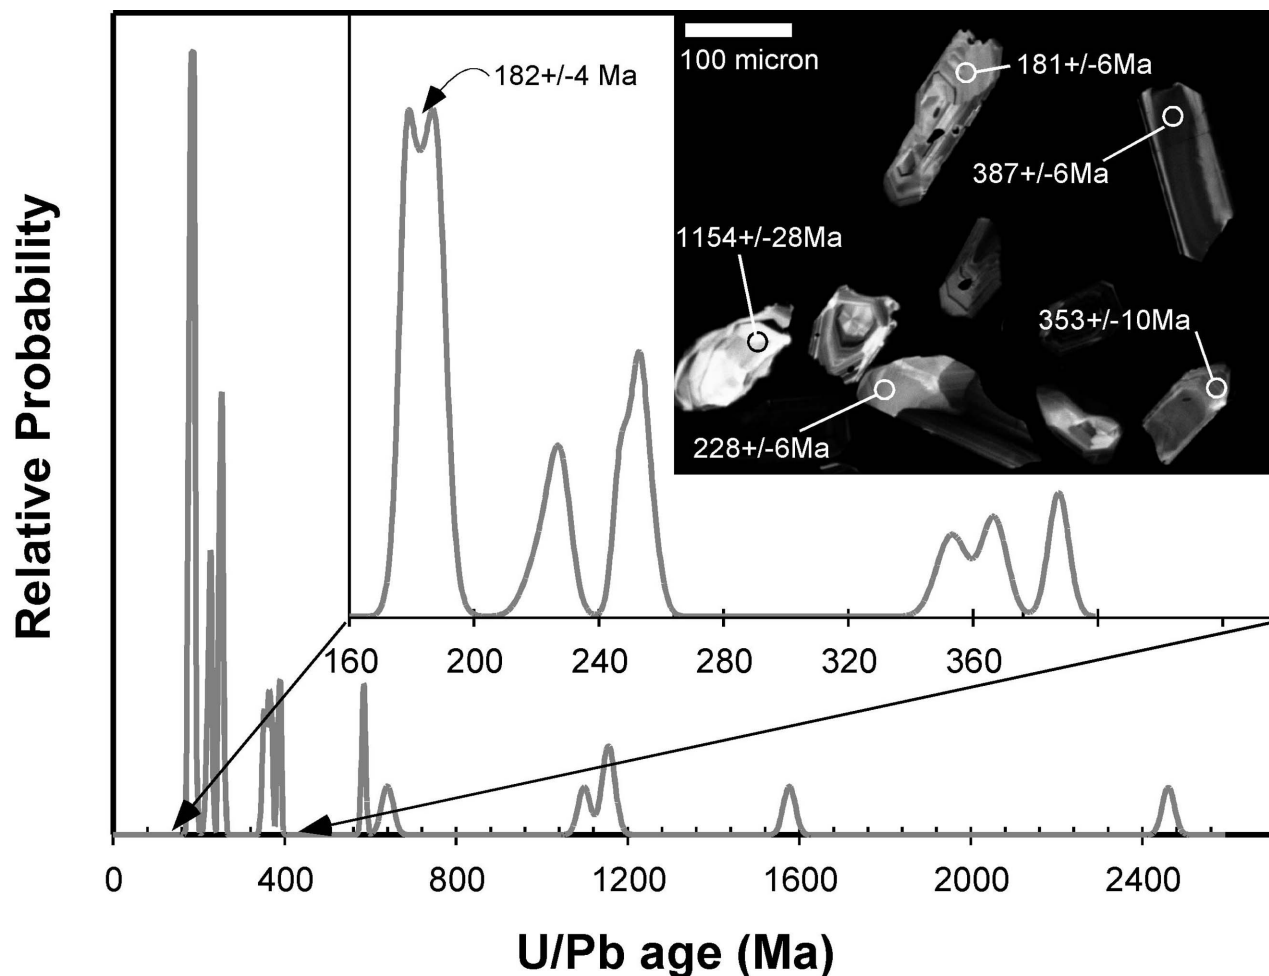 100 micron
182+/-4 Ma
181+/-6Ma
387+/-6Ma
1154+/-28Ma
353+/-10Ma
228+/-6Ma
Relative Probability
160 200 240 280 320 360
0 400 800 1200 1600 2000 2400
U/Pb age (Ma)